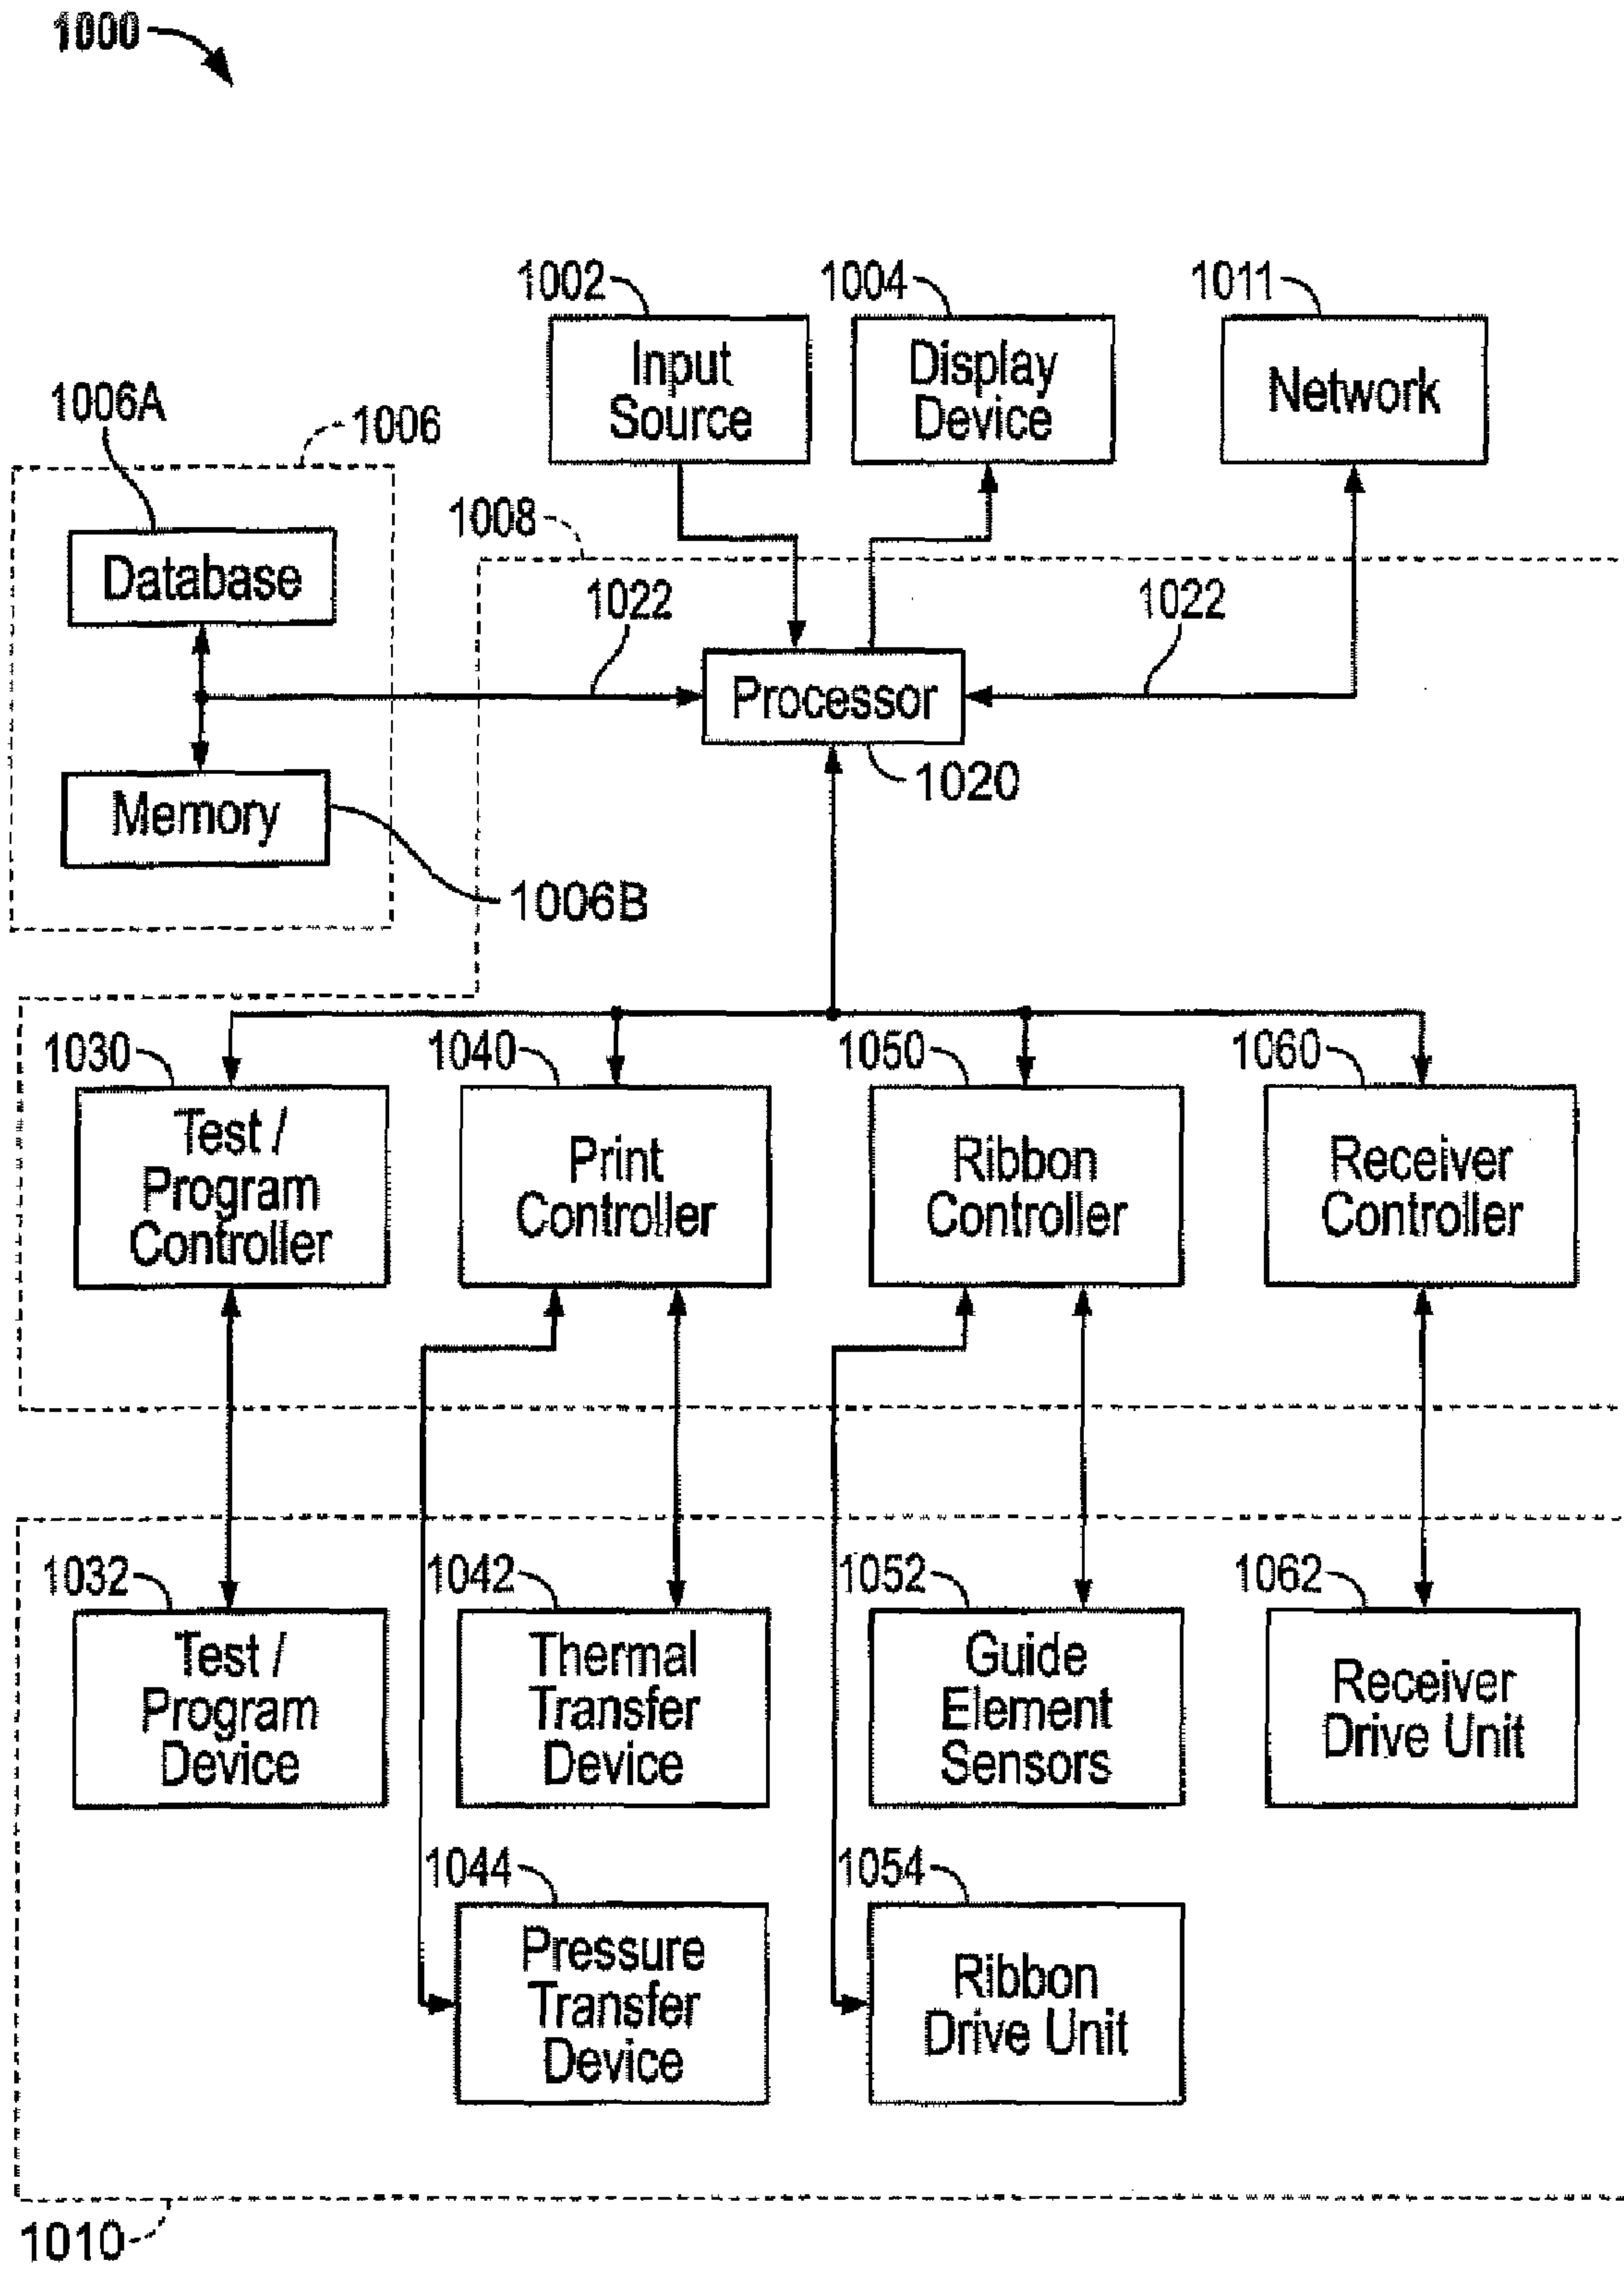 1000
1002
1004
1011
Input
Source
Display
Device
Network
1006A
1006
1008
Database
1022
1022
Processor
1020
Memory
1006B
1030
1040
1050
1060
Test /
Program
Controller
Print
Controller
Ribbon
Controller
Receiver
Controller
1032
1042
1052
1062
Test /
Program
Device
Thermal
Transfer
Device
Guide
Element
Sensors
Receiver
Drive Unit
1044
1054
Pressure
Transfer
Device
Ribbon
Drive Unit
1010